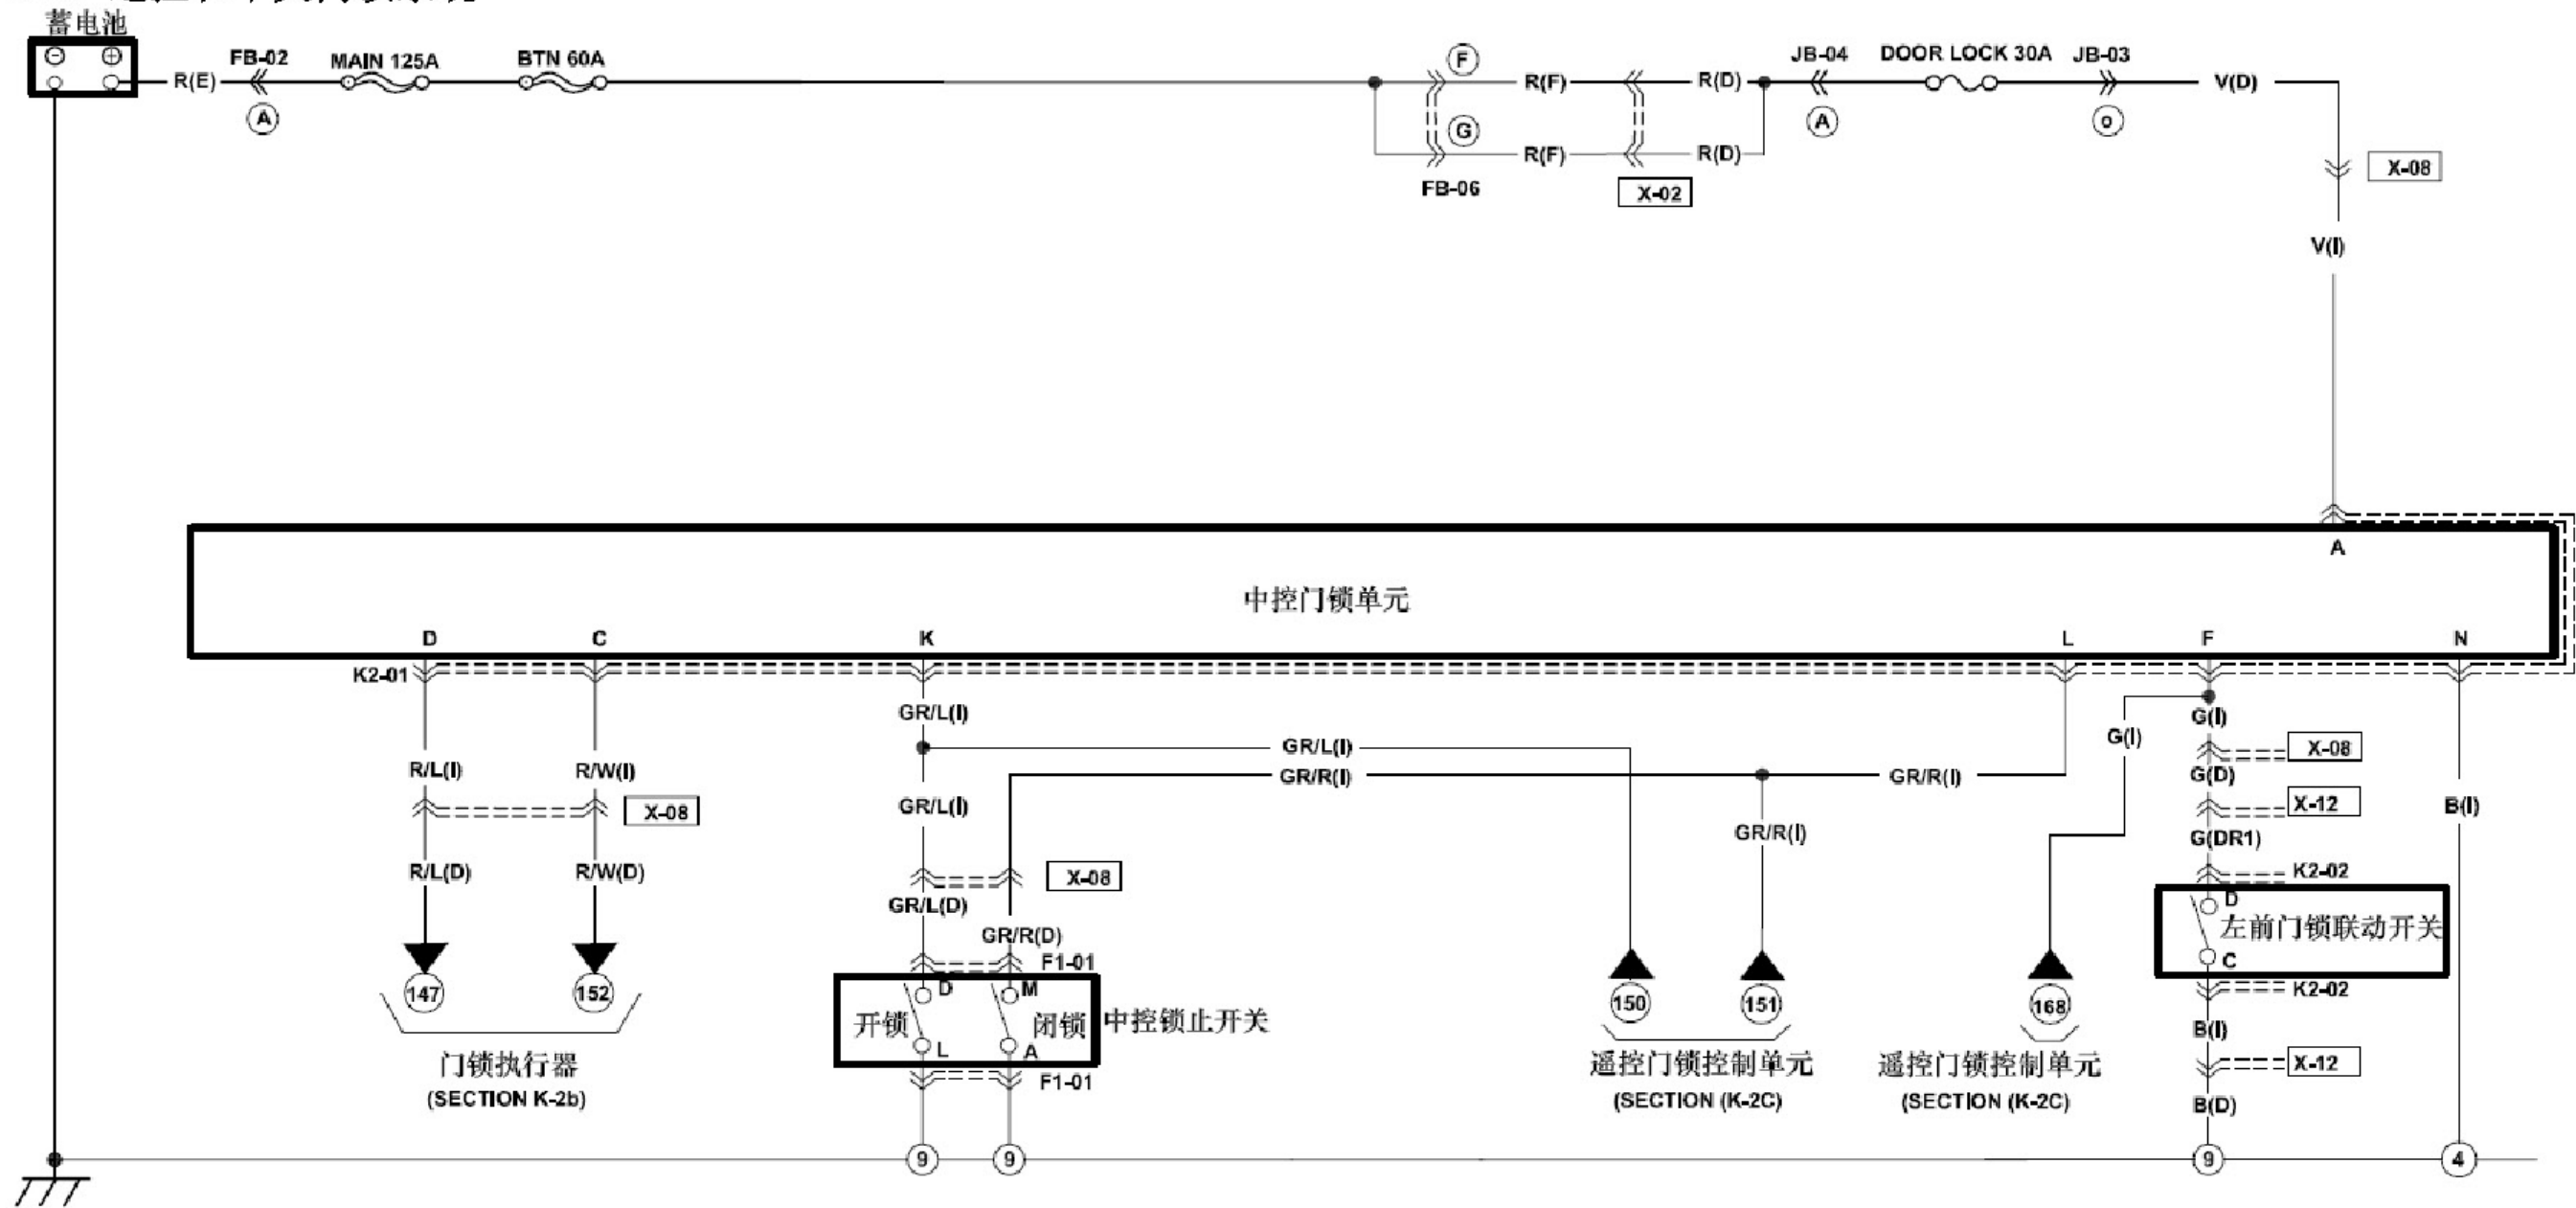 蓄电池
FB-02
MAIN 125A
BTN 60A
F
JB-04
DOOR LOCK 30A
JB-03
R(E)
R(F)
R(D)
V(D)
A
G
A
o
R(F)
R(D)
X-08
FB-06
X-02
V(I)
A
中控门锁单元
D
C
K
L
F
N
K2-01
GR/L(I)
G(I)
G(I)
GR/L(I)
X-08
R/L(I)
R/W(I)
GR/R(I)
GR/R(I)
G(D)
X-08
GR/L(I)
X-12
B(I)
GR/R(I)
G(DR1)
R/L(D)
R/W(D)
X-08
K2-02
GR/L(D)
D
GR/R(D)
左前门锁联动开关
F1-01
C
147
152
D
M
150
151
168
K2-02
开锁
闭锁
中控锁止开关
B(I)
L
A
门锁执行器
遥控门锁控制单元
遥控门锁控制单元
X-12
F1-01
(SECTION K-2b)
(SECTION (K-2C)
(SECTION (K-2C)
B(D)
9
9
9
4